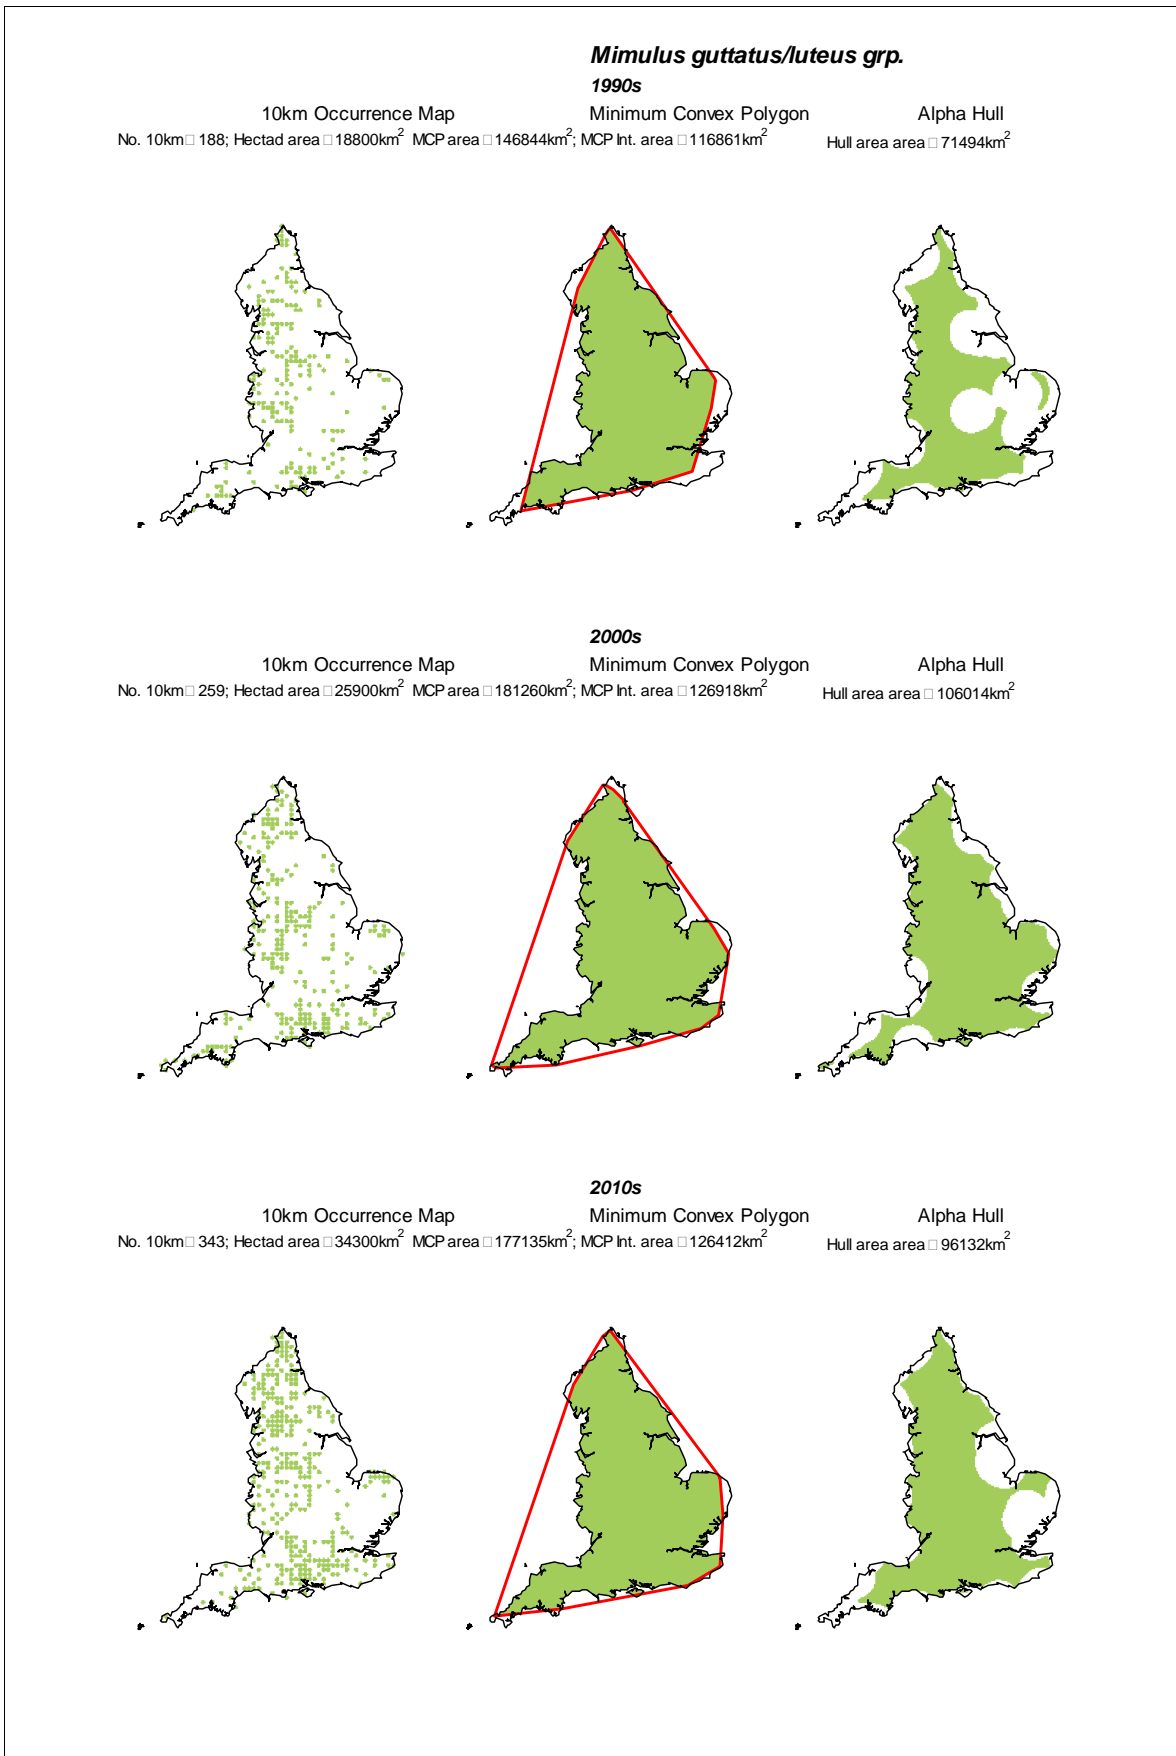 Mimulus guttatus/luteus grp.
1990s
10km Occurrence Map Minimum Convex Polygon Alpha Hull
No. 10km□ 188; Hectad area □18800km² MCP area □146844km²; MCP Int. area □116861km² Hull area area □ 71494km²
2000s
10km Occurrence Map Minimum Convex Polygon Alpha Hull
No. 10km□ 259; Hectad area □25900km² MCP area □181260km²; MCP Int. area □126918km² Hull area area □ 106014km²
2010s
10km Occurrence Map Minimum Convex Polygon Alpha Hull
No. 10km□ 343; Hectad area □34300km² MCP area □177135km²; MCP Int. area □126412km² Hull area area □ 96132km²